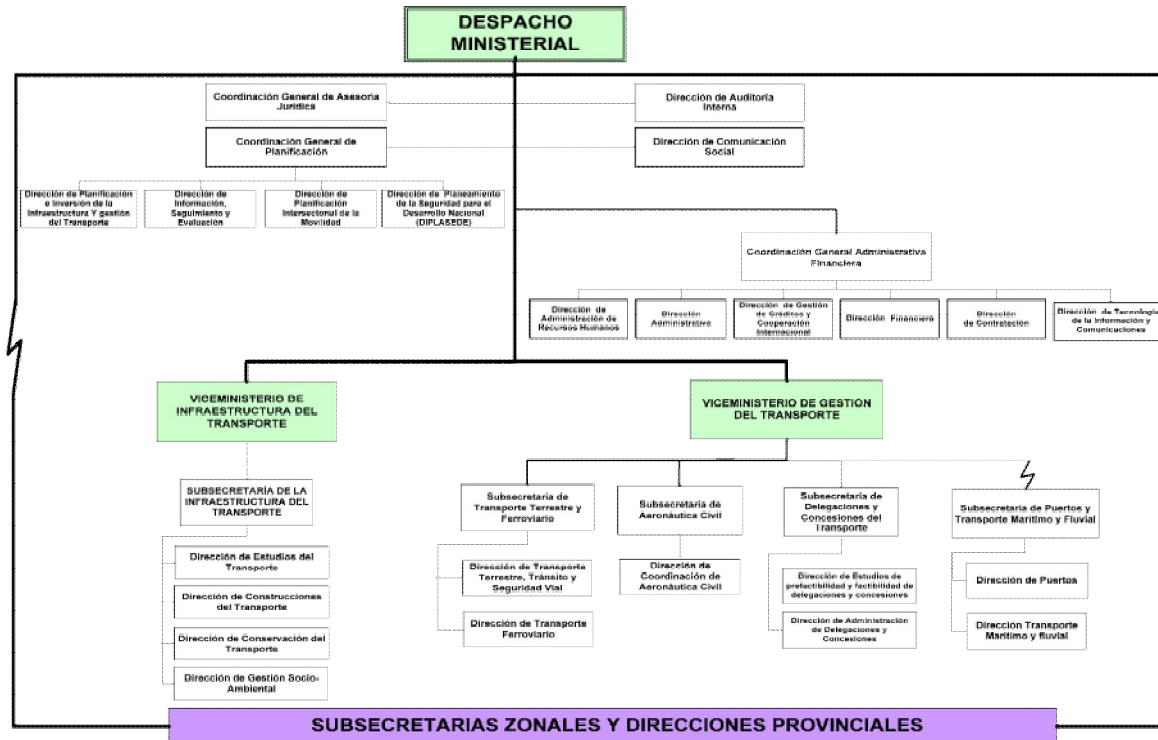 DESPACHO
MINISTERIAL
Coordinación General de Asesoría
Jurídica
Dirección de Auditoría
Interna
Coordinación General de
Planificación
Dirección de Comunicación
Social
Dirección de Planificación
e Inversión de la
Infraestructura Y gestión
del Transporte
Dirección de
Información,
Seguimiento y
Evaluación
Dirección de
Planificación
Intersectorial de la
Movilidad
Dirección de Planeamiento
de la Seguridad para el
Desarrollo Nacional
(DIPLASEDE)
Coordinación General Administrativa
Financiera
Dirección de
Administración de
Recursos Humanos
Dirección
Administrativa
Dirección de Gestión
de Créditos y
Cooperación
Internacional
Dirección Financiera
Dirección
de Contratación
Dirección de Tecnología
de la Información y
Comunicaciones
VICEMINISTERIO DE
INFRAESTRUCTURA DEL
TRANSPORTE
VICEMINISTERIO DE GESTION
DEL TRANSPORTE
SUBSECRETARÍA DE LA
INFRAESTRUCTURA DEL
TRANSPORTE
Dirección de Estudios del
Transporte
Dirección de Construcciones
del Transporte
Dirección de Conservación del
Transporte
Dirección de Gestión Socio-
Ambiental
Subsecretaría de
Transporte Terrestre y
Ferroviario
Dirección de Transporte
Terrestre, Tránsito y
Seguridad Vial
Dirección de Transporte
Ferroviario
Subsecretaría de
Aeronáutica Civil
Dirección de
Coordinación de
Aeronáutica Civil
Subsecretaría de
Delegaciones y
Concesiones del
Transporte
Dirección de Estudios de
prefactibilidad y factibilidad de
delegaciones y concesiones
Dirección de Administración
de Delegaciones y
Concesiones
Subsecretaría de Puertos y
Transporte Marítimo y Fluvial
Dirección de Puertos
Dirección Transporte
Marítimo y fluvial
SUBSECRETARIAS ZONALES Y DIRECCIONES PROVINCIALES